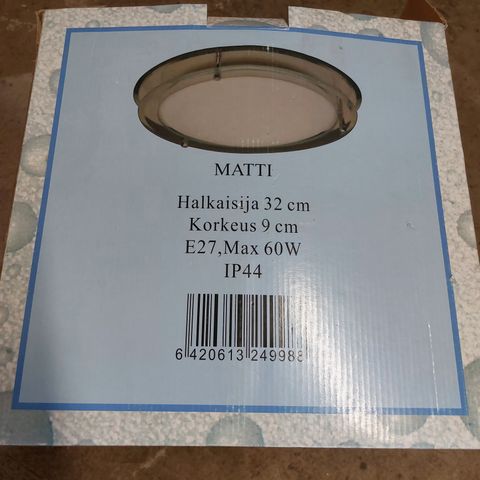 MATTI
Halkaisija 32 cm
Korkeus 9 cm
E27,Max 60W
IP44
6 420613 249988